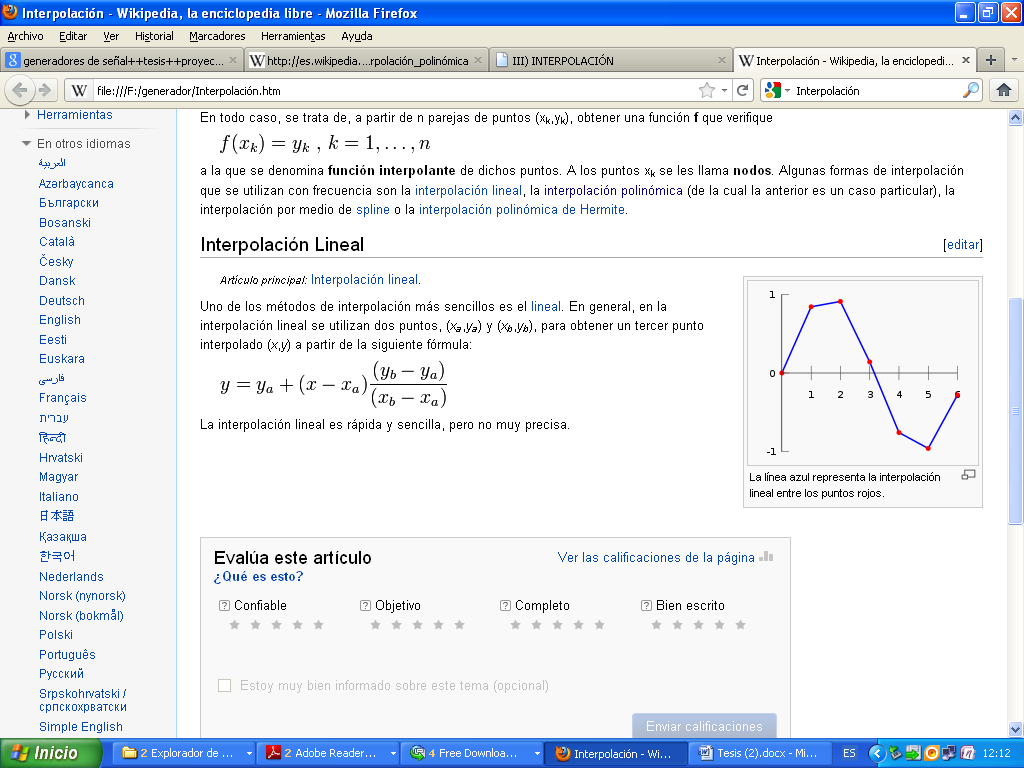 Interpolación - Wikipedia, la enciclopedia libre - Mozilla Firefox
Archivo Editar Ver Historial Marcadores Herramientas Ayuda
generadores de señal++tesis++proyec...
http://es.wikipedia....rpolación_polinómica
III) INTERPOLACIÓN
Interpolación - Wikipedia, la enciclopedi...
file:///F:/generador/Interpolación.htm
Interpolación
Herramientas
En otros idiomas
العربية
Azərbaycanca
Български
Bosanski
Català
Česky
Dansk
Deutsch
English
Eesti
Euskara
فارسی
Français
עברית
हिन्दी
Hrvatski
Magyar
Italiano
日本語
Қазақша
한국어
Nederlands
Norsk (nynorsk)
Norsk (bokmål)
Polski
Português
Русский
Srpskohrvatski /
српскохрватски
Simple English
En todo caso, se trata de, a partir de n parejas de puntos (xk,yk), obtener una función f que verifique
f(xk) = yk , k = 1, . . . , n
a la que se denomina función interpolante de dichos puntos. A los puntos xk se les llama nodos. Algunas formas de interpolación
que se utilizan con frecuencia son la interpolación lineal, la interpolación polinómica (de la cual la anterior es un caso particular), la
interpolación por medio de spline o la interpolación polinómica de Hermite.
Interpolación Lineal
[editar]
Artículo principal: Interpolación lineal.
Uno de los métodos de interpolación más sencillos es el lineal. En general, en la
interpolación lineal se utilizan dos puntos, (xa,ya) y (xb,yb), para obtener un tercer punto
interpolado (x,y) a partir de la siguiente fórmula:
y = ya + (x − xa) (yb − ya) / (xb − xa)
La interpolación lineal es rápida y sencilla, pero no muy precisa.
1
0
-1
1 2 3 4 5 6
La línea azul representa la interpolación
lineal entre los puntos rojos.
Evalúa este artículo
Ver las calificaciones de la página
¿Qué es esto?
? Confiable
? Objetivo
? Completo
? Bien escrito
Estoy muy bien informado sobre este tema (opcional)
Enviar calificaciones
Inicio
2 Explorador de ...
2 Adobe Reader...
4 Free Downloa...
Interpolación - Wi...
Tesis (2).docx - Mi...
ES
12:12